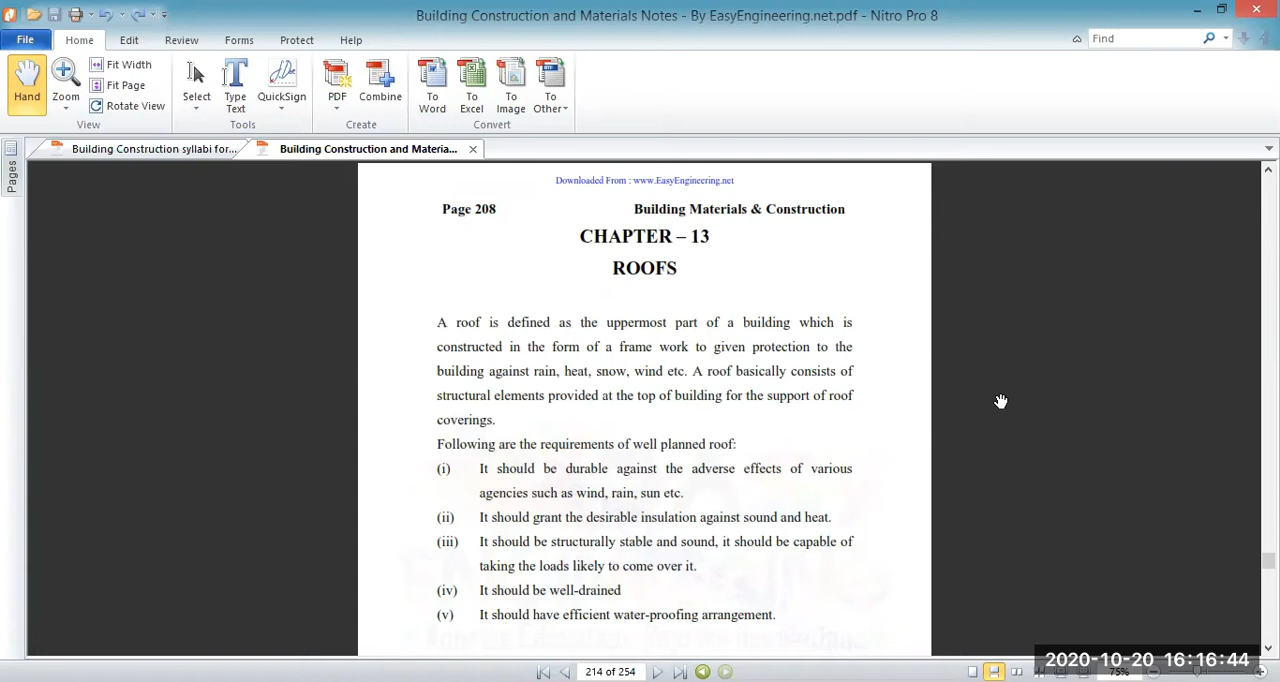 Building Construction and Materials Notes - By EasyEngineering.net.pdf - Nitro Pro 8
File Home Edit Review Forms Protect Help
Find
Hand
Zoom
Fit Width
Fit Page
Rotate View
View
Select
Type Text
QuickSign
Tools
PDF
Combine
Create
To Word
To Excel
To Image
To Other
Convert
Pages
Building Construction syllabi for...
Building Construction and Materia...
Downloaded From : www.EasyEngineering.net
Page 208 Building Materials & Construction
CHAPTER – 13
ROOFS
A roof is defined as the uppermost part of a building which is
constructed in the form of a frame work to given protection to the
building against rain, heat, snow, wind etc. A roof basically consists of
structural elements provided at the top of building for the support of roof
coverings.
Following are the requirements of well planned roof:
(i) It should be durable against the adverse effects of various
agencies such as wind, rain, sun etc.
(ii) It should grant the desirable insulation against sound and heat.
(iii) It should be structurally stable and sound, it should be capable of
taking the loads likely to come over it.
(iv) It should be well-drained
(v) It should have efficient water-proofing arrangement.
214 of 254
2020-10-20 16:16:44
75%